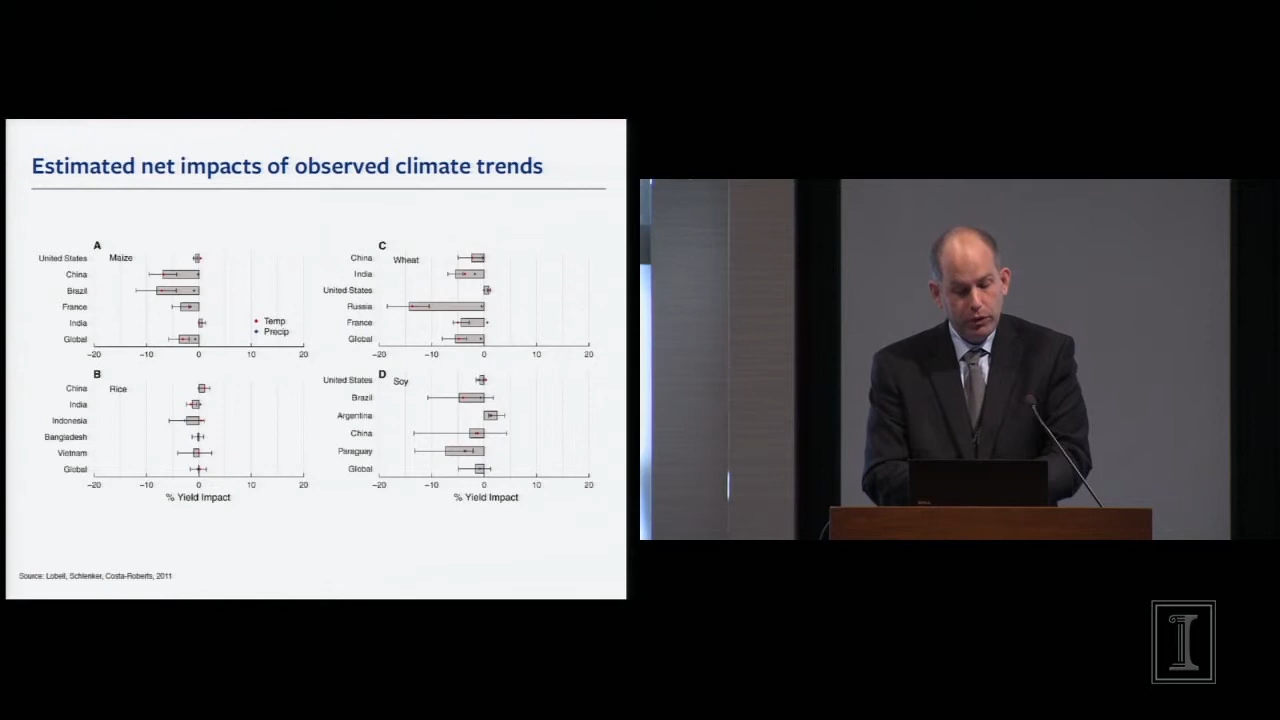 Estimated net impacts of observed climate trends
A
Maize
United States
China
Brazil
France
India
Global
Temp
Precip
−20 −10 0 10 20
B
Rice
China
India
Indonesia
Bangladesh
Vietnam
Global
−20 −10 0 10 20
% Yield Impact
C
Wheat
China
India
United States
Russia
France
Global
−20 −10 0 10 20
D
Soy
United States
Brazil
Argentina
China
Paraguay
Global
−20 −10 0 10 20
% Yield Impact
Source: Lobell, Schlenker, Costa-Roberts, 2011
DELL
I